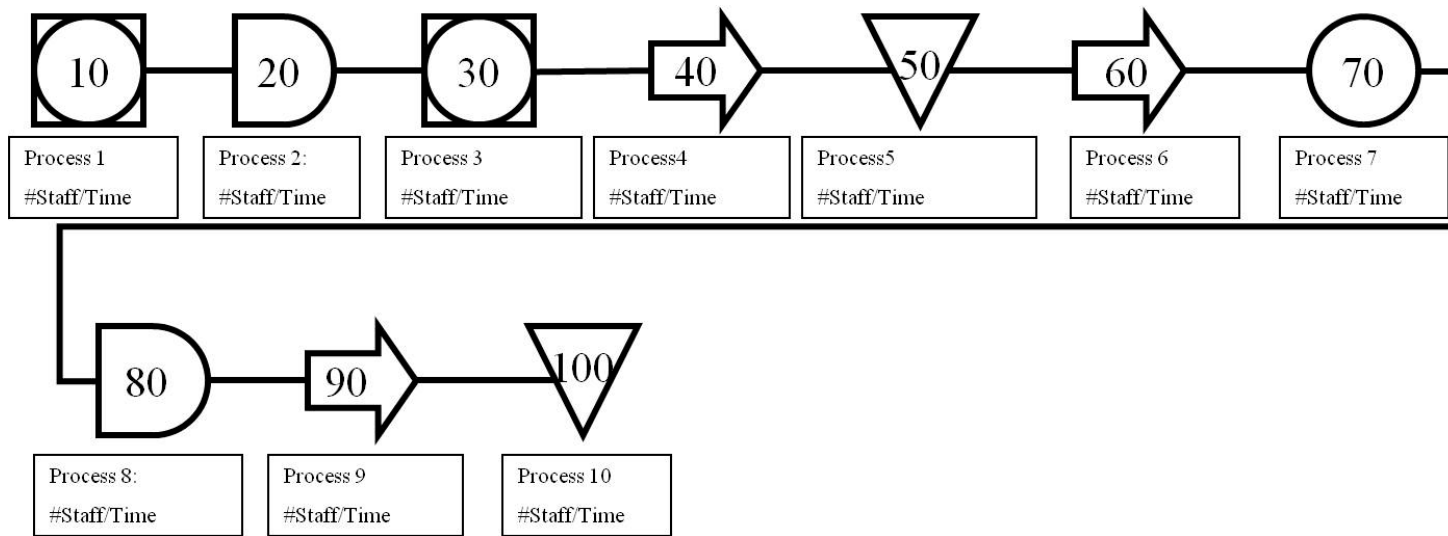 10
20
30
40
50
60
70
Process 1
#Staff/Time
Process 2:
#Staff/Time
Process 3
#Staff/Time
Process4
#Staff/Time
Process5
#Staff/Time
Process 6
#Staff/Time
Process 7
#Staff/Time
80
90
100
Process 8:
#Staff/Time
Process 9
#Staff/Time
Process 10
#Staff/Time